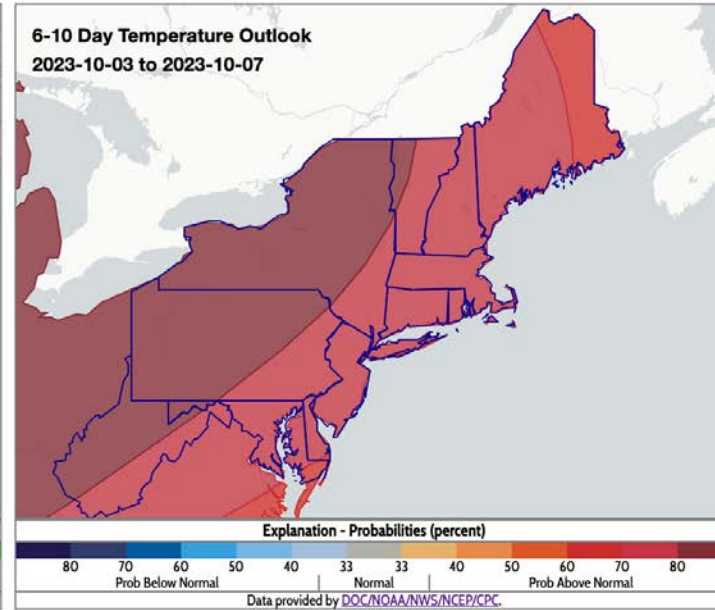 6-10 Day Temperature Outlook
2023-10-03 to 2023-10-07
Explanation - Probabilities (percent)
80 70 60 50 40 33 33 40 50 60 70 80
Prob Below Normal | Normal | Prob Above Normal
Data provided by DOC/NOAA/NWS/NCEP/CPC.